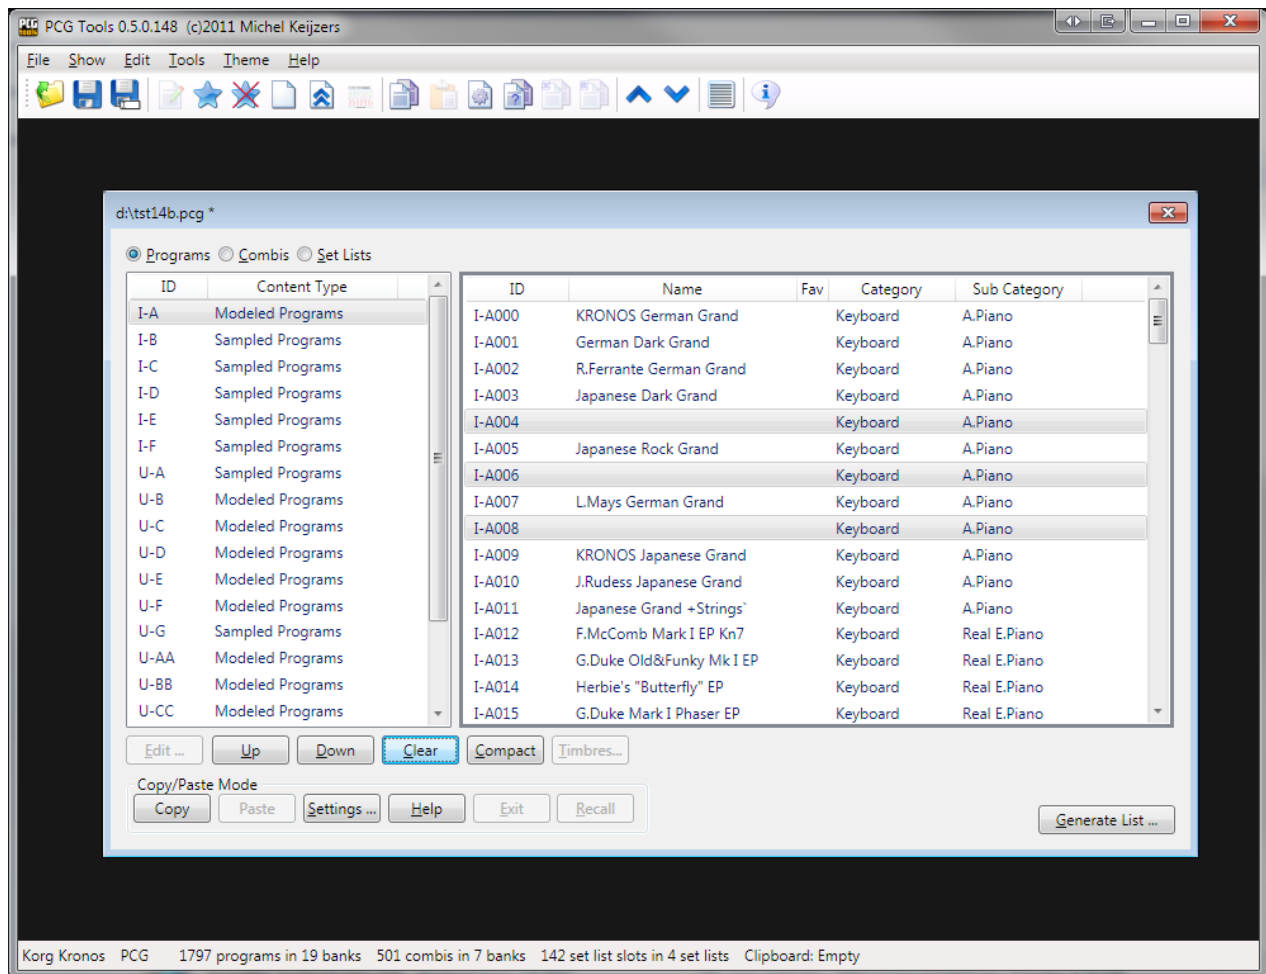 PCG Tools 0.5.0.148 (c)2011 Michel Keijzers
File Show Edit Tools Theme Help
d:\tst14b.pcg *
Programs Combis Set Lists
ID Content Type
I-A Modeled Programs
I-B Sampled Programs
I-C Sampled Programs
I-D Sampled Programs
I-E Sampled Programs
I-F Sampled Programs
U-A Sampled Programs
U-B Modeled Programs
U-C Modeled Programs
U-D Modeled Programs
U-E Modeled Programs
U-F Modeled Programs
U-G Sampled Programs
U-AA Modeled Programs
U-BB Modeled Programs
U-CC Modeled Programs
ID Name Fav Category Sub Category
I-A000 KRONOS German Grand Keyboard A.Piano
I-A001 German Dark Grand Keyboard A.Piano
I-A002 R.Ferrante German Grand Keyboard A.Piano
I-A003 Japanese Dark Grand Keyboard A.Piano
I-A004 Keyboard A.Piano
I-A005 Japanese Rock Grand Keyboard A.Piano
I-A006 Keyboard A.Piano
I-A007 L.Mays German Grand Keyboard A.Piano
I-A008 Keyboard A.Piano
I-A009 KRONOS Japanese Grand Keyboard A.Piano
I-A010 J.Rudess Japanese Grand Keyboard A.Piano
I-A011 Japanese Grand +Strings` Keyboard A.Piano
I-A012 F.McComb Mark I EP Kn7 Keyboard Real E.Piano
I-A013 G.Duke Old&Funky Mk I EP Keyboard Real E.Piano
I-A014 Herbie's "Butterfly" EP Keyboard Real E.Piano
I-A015 G.Duke Mark I Phaser EP Keyboard Real E.Piano
Edit ... Up Down Clear Compact Timbres...
Copy/Paste Mode
Copy Paste Settings ... Help Exit Recall
Generate List ...
Korg Kronos PCG 1797 programs in 19 banks 501 combis in 7 banks 142 set list slots in 4 set lists Clipboard: Empty